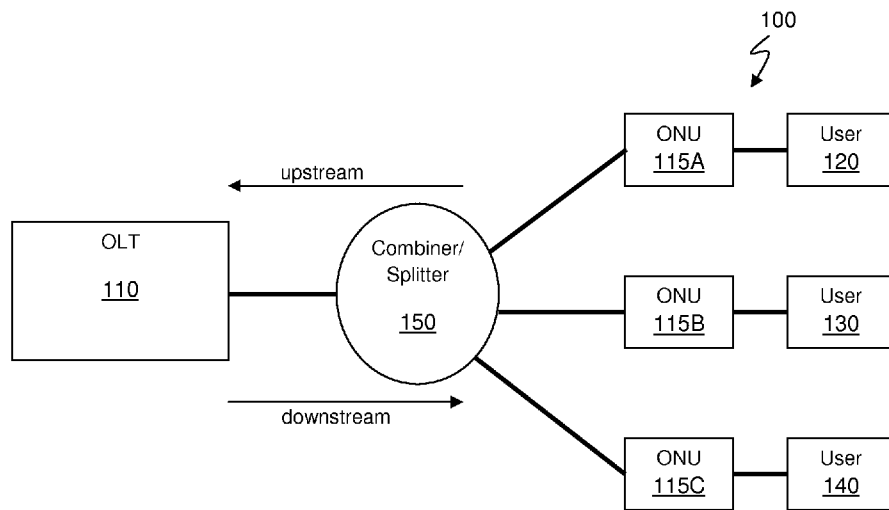 100
ONU
115A
User
120
upstream
OLT
110
Combiner/
Splitter
150
ONU
115B
User
130
downstream
ONU
115C
User
140